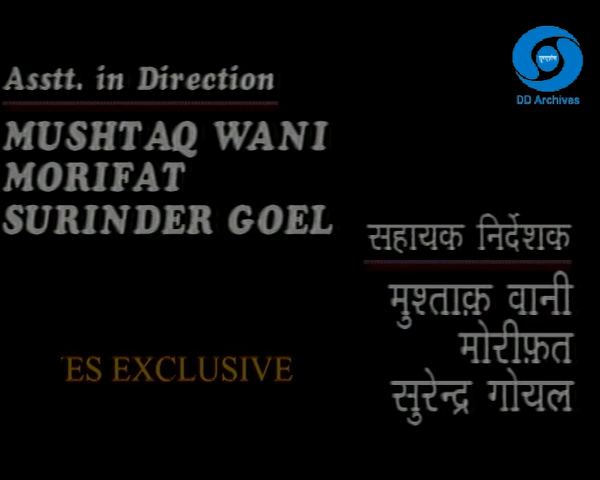 Asstt. in Direction
MUSHTAQ WANI
MORIFAT
SURINDER GOEL
DD Archives
सहायक निर्देशक
मुश्ताक़ वानी
मोरीफ़त
सुरेन्द्र गोयल
ES EXCLUSIVE